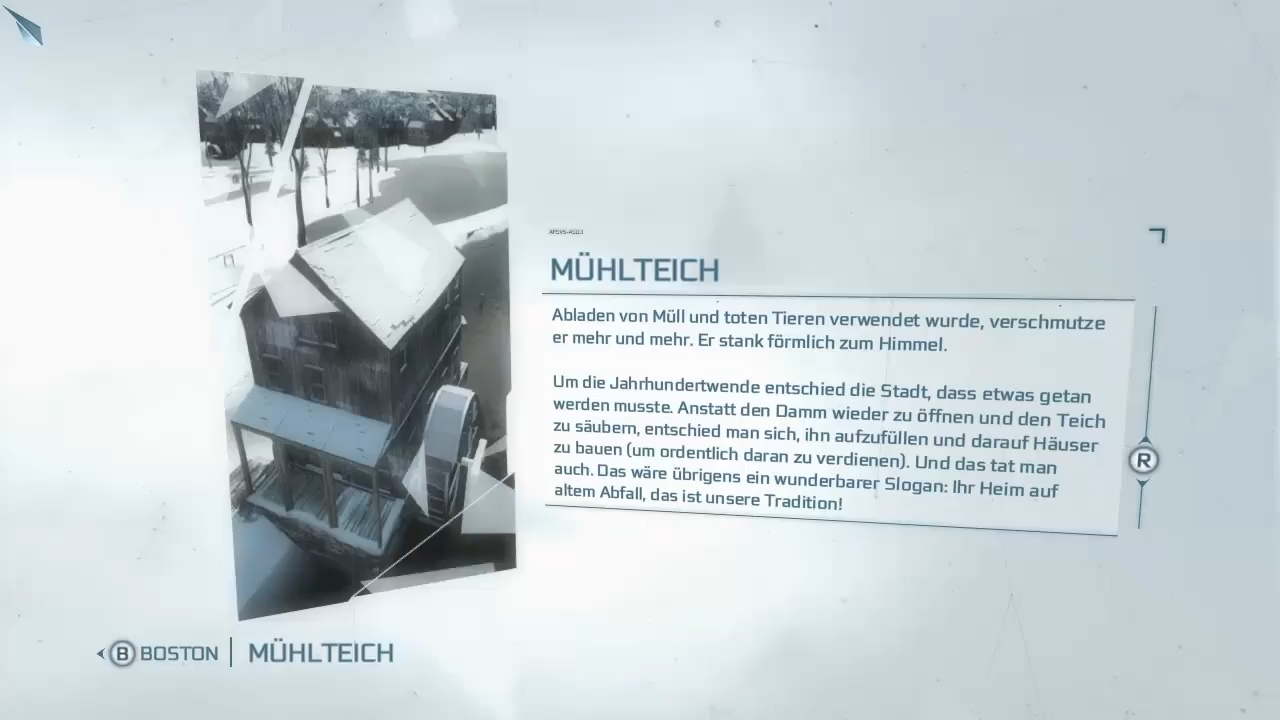 MÜHLTEICH
Abladen von Müll und toten Tieren verwendet wurde, verschmutze
er mehr und mehr. Er stank förmlich zum Himmel.
Um die Jahrhundertwende entschied die Stadt, dass etwas getan
werden musste. Anstatt den Damm wieder zu öffnen und den Teich
zu säubern, entschied man sich, ihn aufzufüllen und darauf Häuser
zu bauen (um ordentlich daran zu verdienen). Und das tat man
auch. Das wäre übrigens ein wunderbarer Slogan: Ihr Heim auf
altem Abfall, das ist unsere Tradition!
R
B BOSTON | MÜHLTEICH